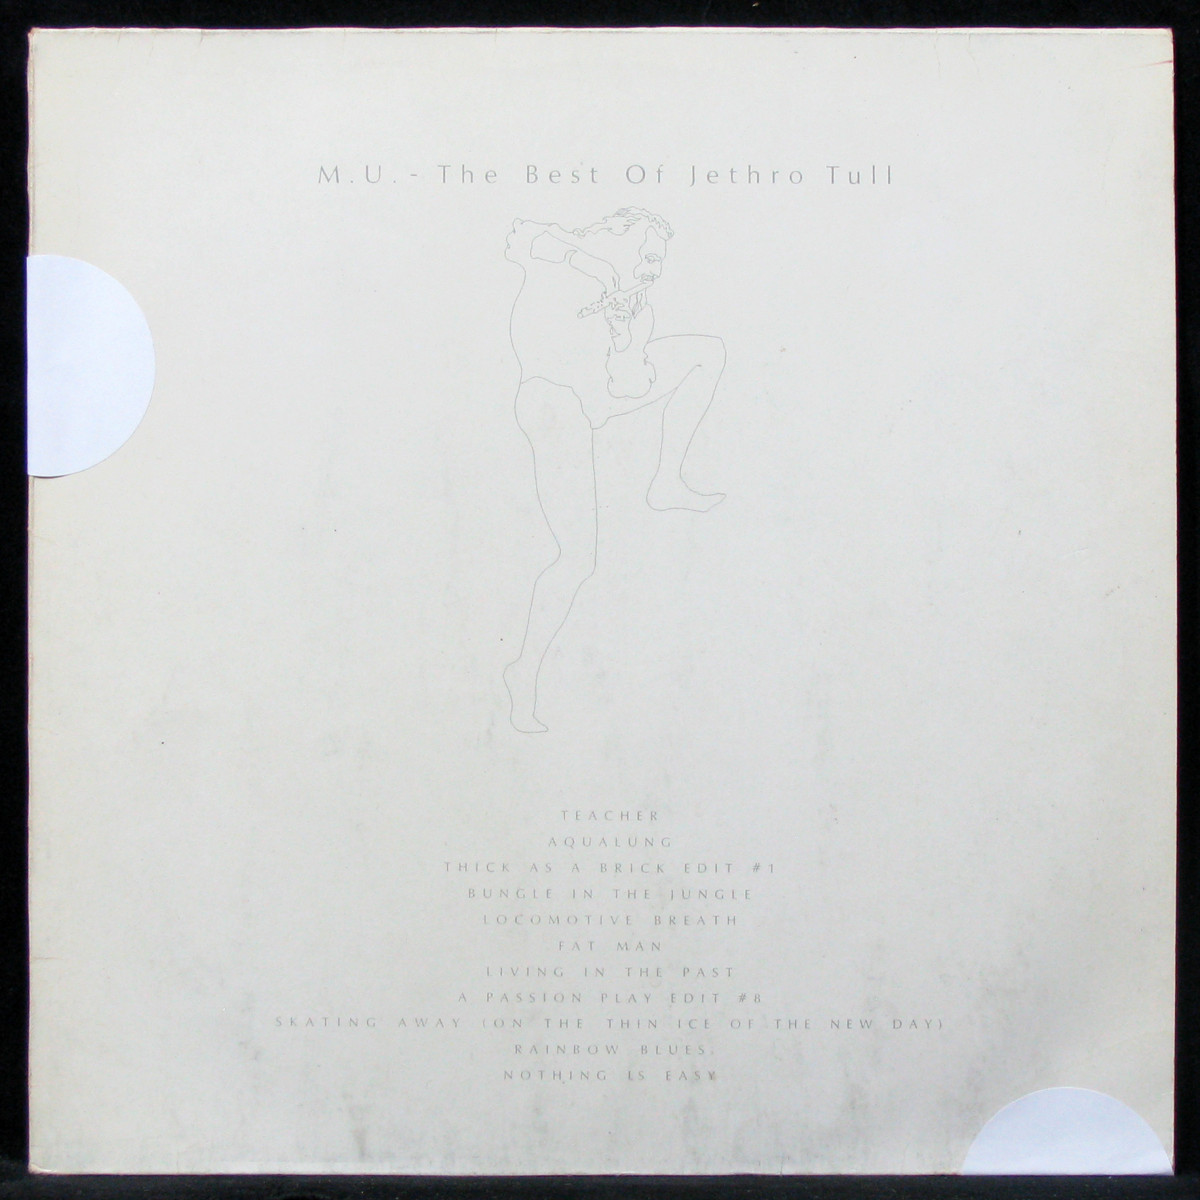 M.U. - The Best Of Jethro Tull
TEACHER
AQUALUNG
THICK AS A BRICK EDIT #1
BUNGLE IN THE JUNGLE
LOCOMOTIVE BREATH
FAT MAN
LIVING IN THE PAST
A PASSION PLAY EDIT #8
SKATING AWAY (ON THE THIN ICE OF THE NEW DAY)
RAINBOW BLUES.
NOTHING IS EASY